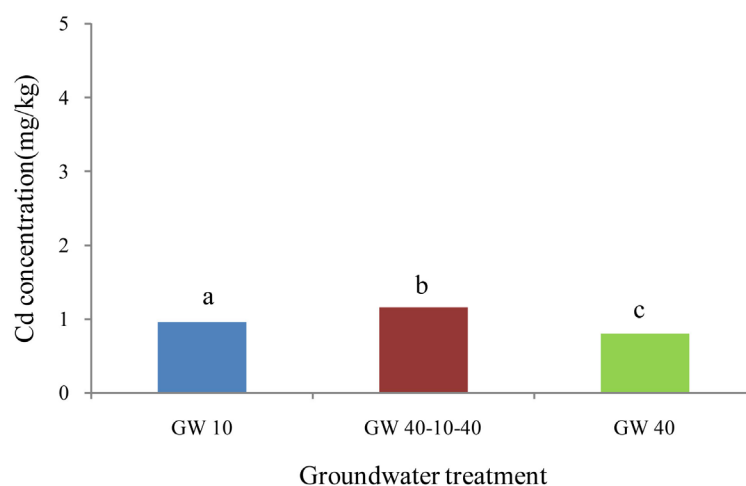 5
4
3
2
1
0
Cd concentration(mg/kg)
a
b
c
GW 10
GW 40-10-40
GW 40
Groundwater treatment